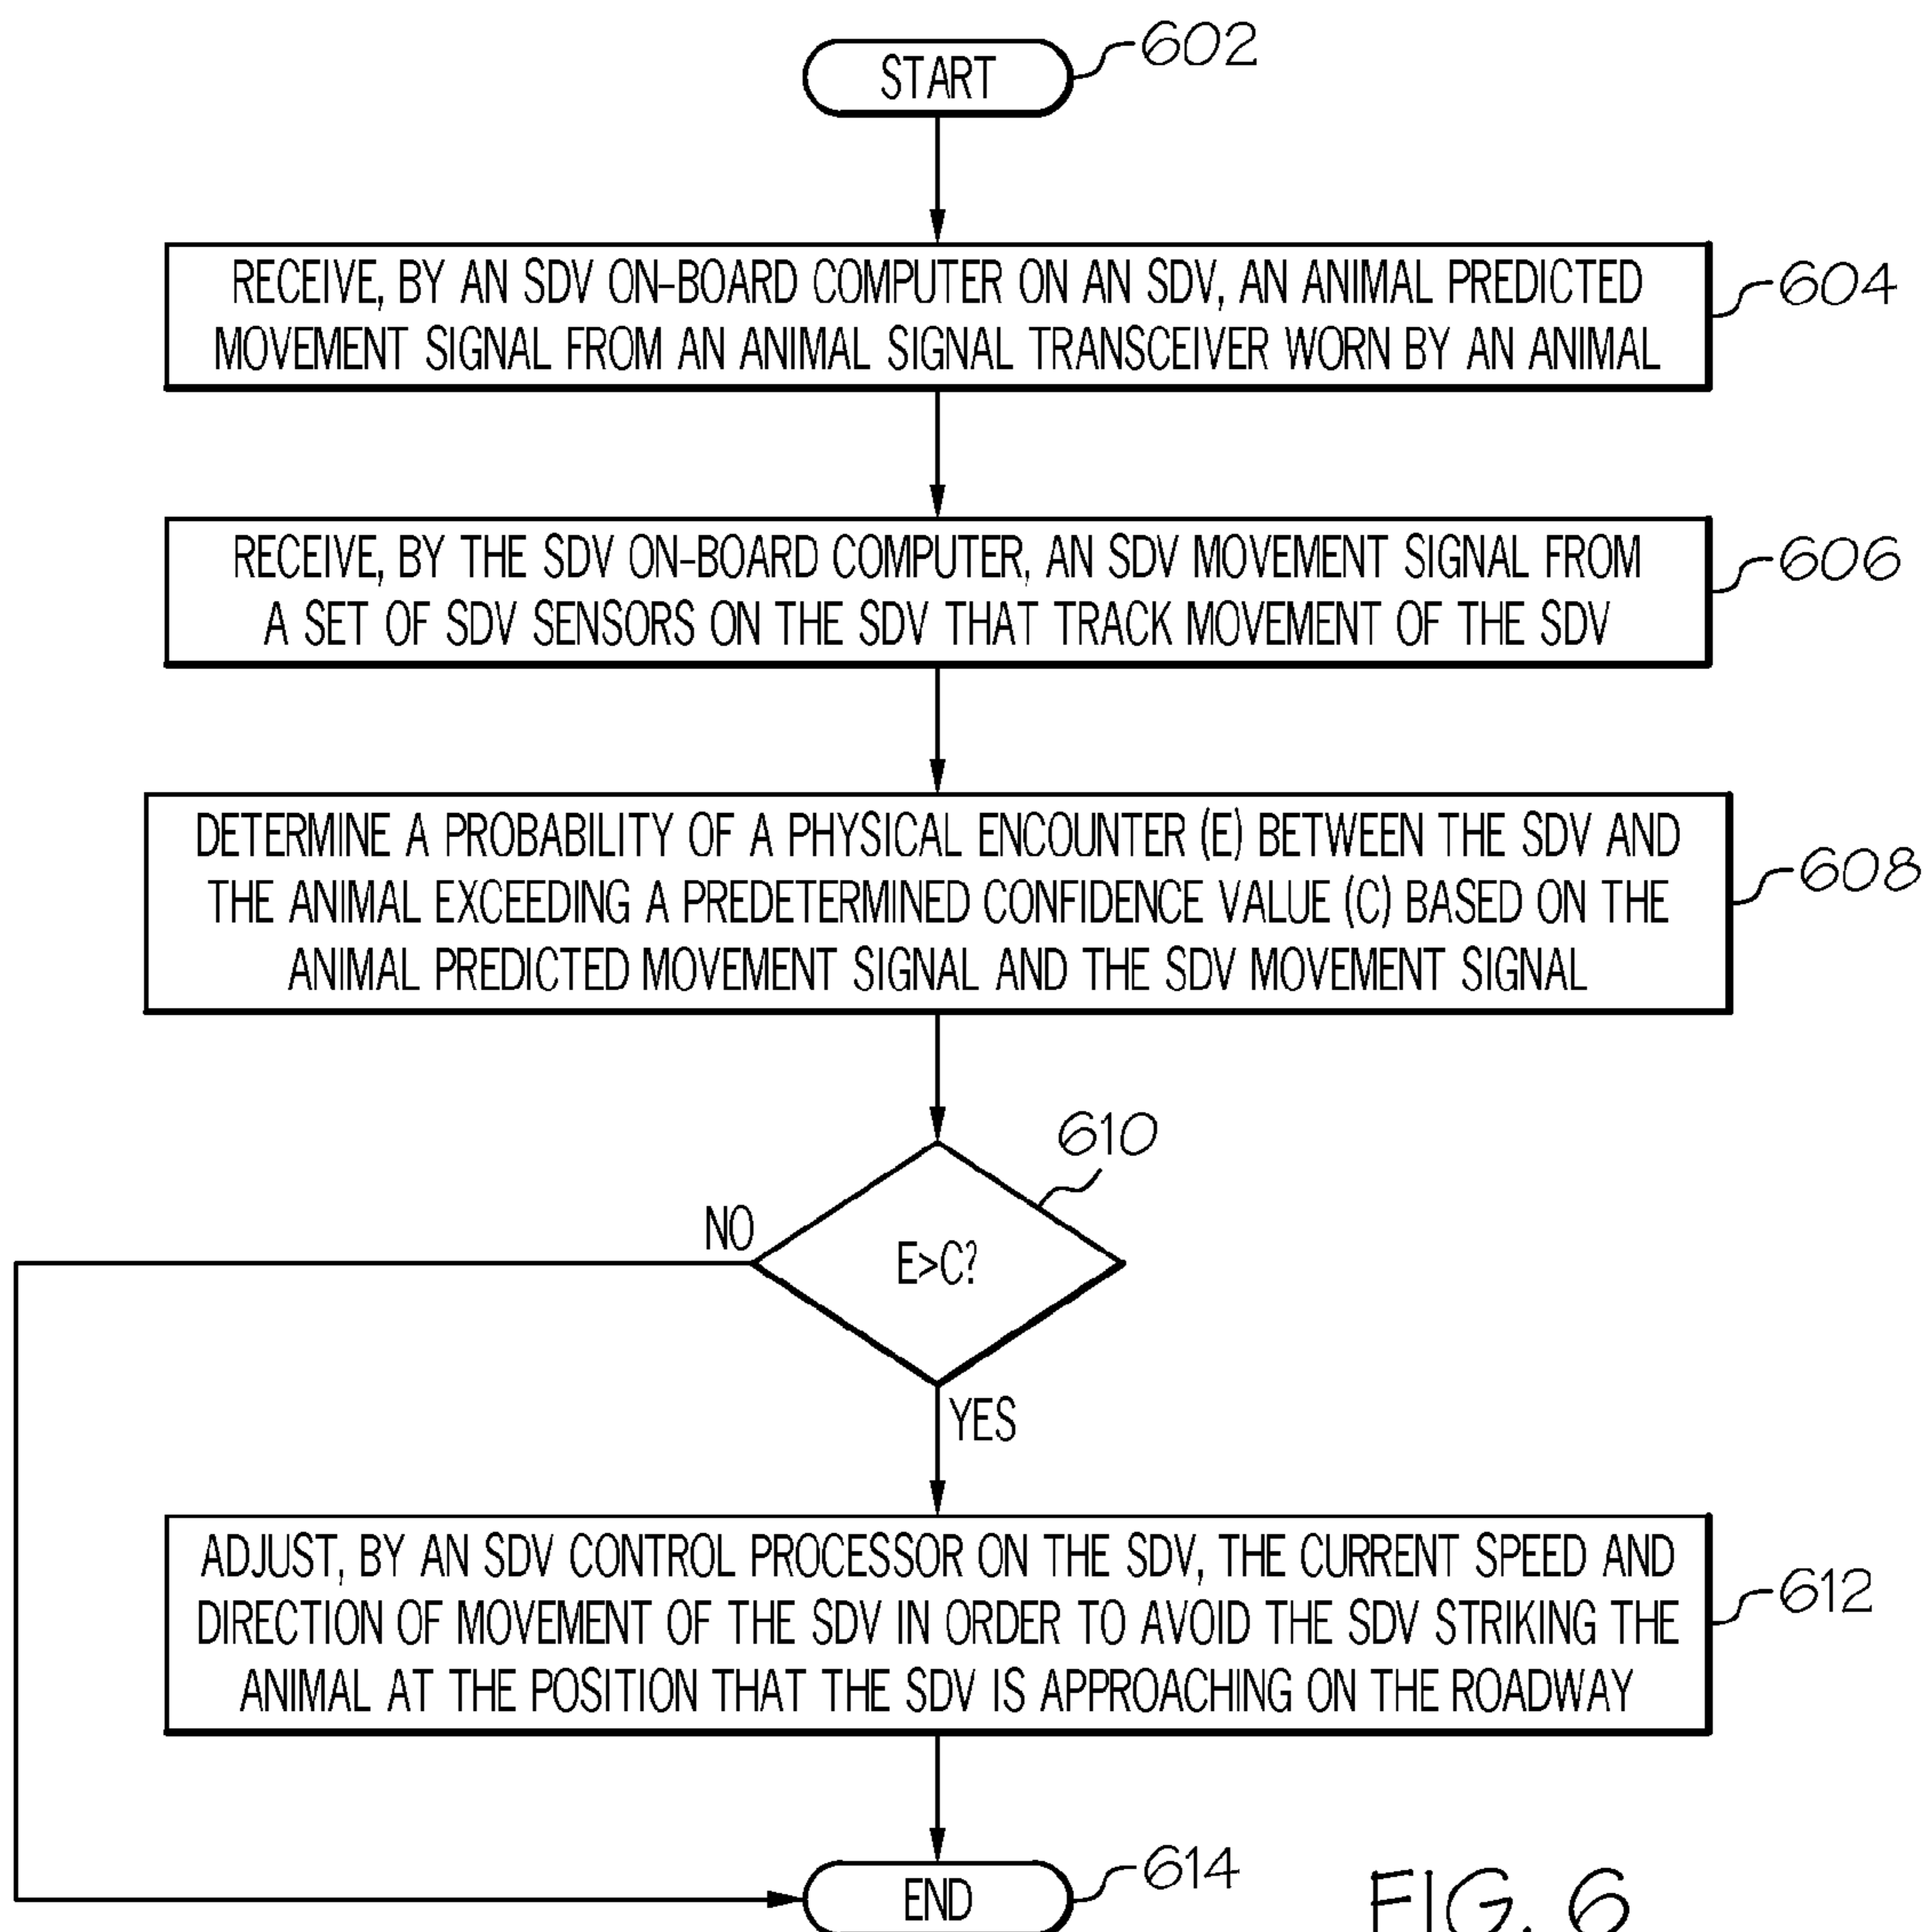 START
602
RECEIVE, BY AN SDV ON-BOARD COMPUTER ON AN SDV, AN ANIMAL PREDICTED
MOVEMENT SIGNAL FROM AN ANIMAL SIGNAL TRANSCEIVER WORN BY AN ANIMAL
604
RECEIVE, BY THE SDV ON-BOARD COMPUTER, AN SDV MOVEMENT SIGNAL FROM
A SET OF SDV SENSORS ON THE SDV THAT TRACK MOVEMENT OF THE SDV
606
DETERMINE A PROBABILITY OF A PHYSICAL ENCOUNTER (E) BETWEEN THE SDV AND
THE ANIMAL EXCEEDING A PREDETERMINED CONFIDENCE VALUE (C) BASED ON THE
ANIMAL PREDICTED MOVEMENT SIGNAL AND THE SDV MOVEMENT SIGNAL
608
610
NO
E>C?
YES
ADJUST, BY AN SDV CONTROL PROCESSOR ON THE SDV, THE CURRENT SPEED AND
DIRECTION OF MOVEMENT OF THE SDV IN ORDER TO AVOID THE SDV STRIKING THE
ANIMAL AT THE POSITION THAT THE SDV IS APPROACHING ON THE ROADWAY
612
END
614
FIG. 6